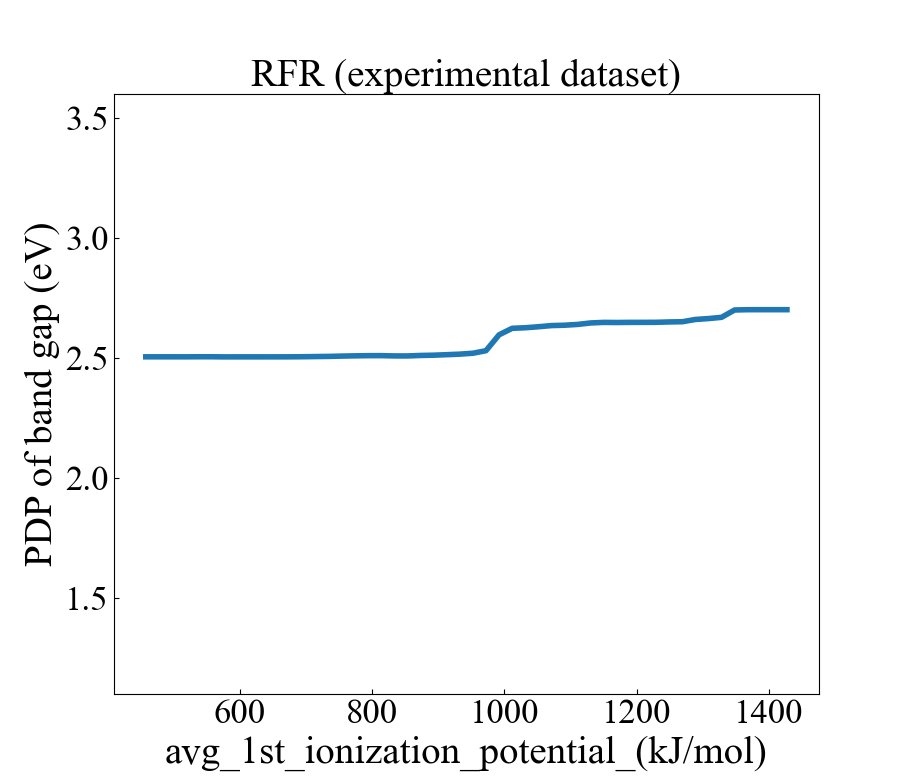 RFR (experimental dataset)
PDP of band gap (eV)
3.5
3.0
2.5
2.0
1.5
600 800 1000 1200 1400
avg_1st_ionization_potential_(kJ/mol)